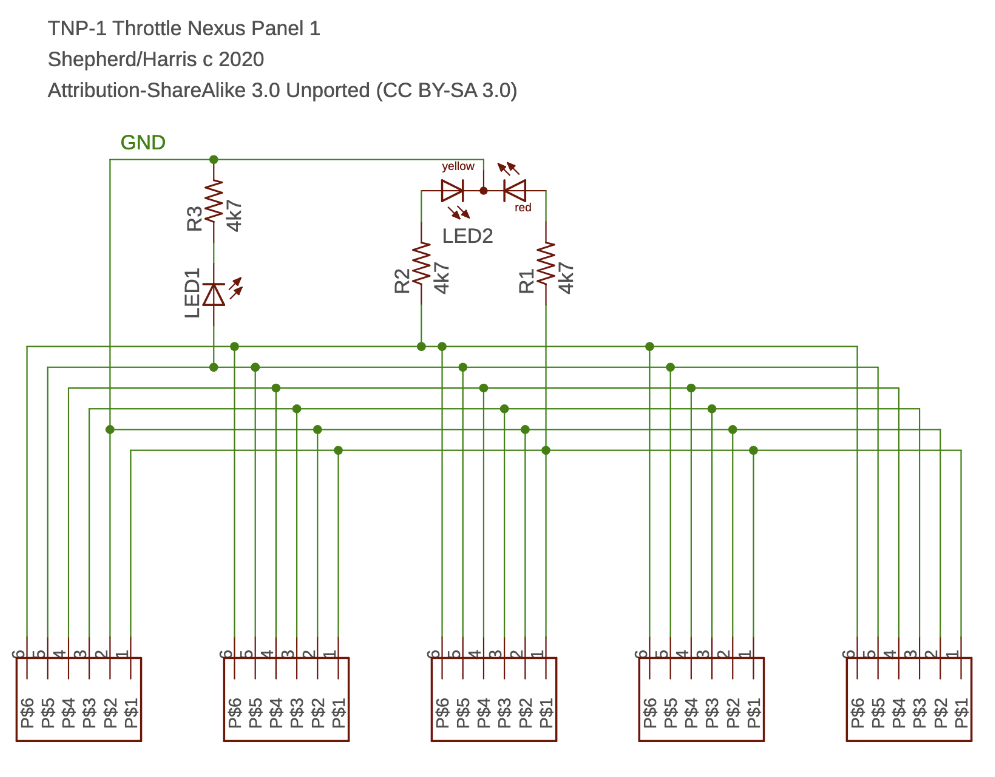 TNP-1 Throttle Nexus Panel 1
Shepherd/Harris c 2020
Attribution-ShareAlike 3.0 Unported (CC BY-SA 3.0)
GND
yellow
red
LED2
R3
4k7
LED1
R2
4k7
R1
4k7
6 5 4 3 2 1
6 5 4 3 2 1
6 5 4 3 2 1
6 5 4 3 2 1
6 5 4 3 2 1
P$6 P$5 P$4 P$3 P$2 P$1
P$6 P$5 P$4 P$3 P$2 P$1
P$6 P$5 P$4 P$3 P$2 P$1
P$6 P$5 P$4 P$3 P$2 P$1
P$6 P$5 P$4 P$3 P$2 P$1